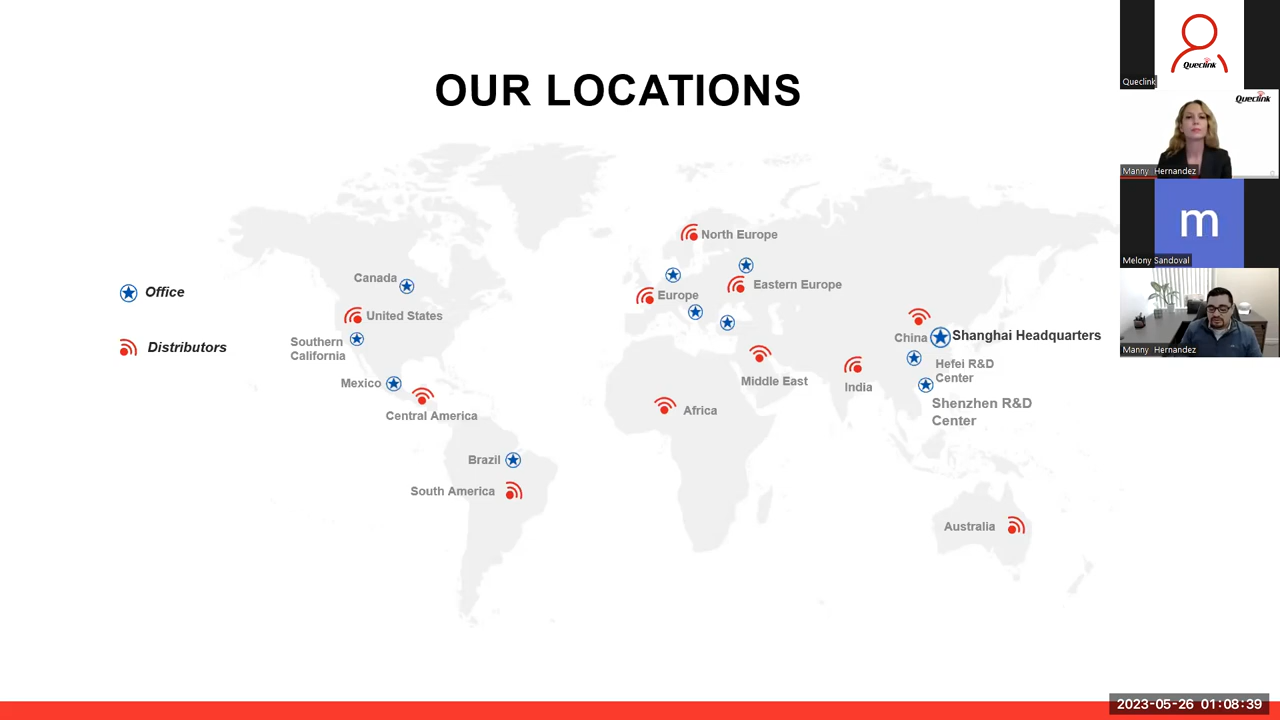 OUR LOCATIONS
Office
Distributors
Canada
United States
Southern
California
Mexico
Central America
Brazil
South America
North Europe
Europe
Eastern Europe
Middle East
Africa
India
China
Shanghai Headquarters
Hefei R&D
Center
Shenzhen R&D
Center
Australia
Queclink
Queclink
Queclink
Manny Hernandez
m
Melony Sandoval
Manny Hernandez
2023-05-26 01:08:39